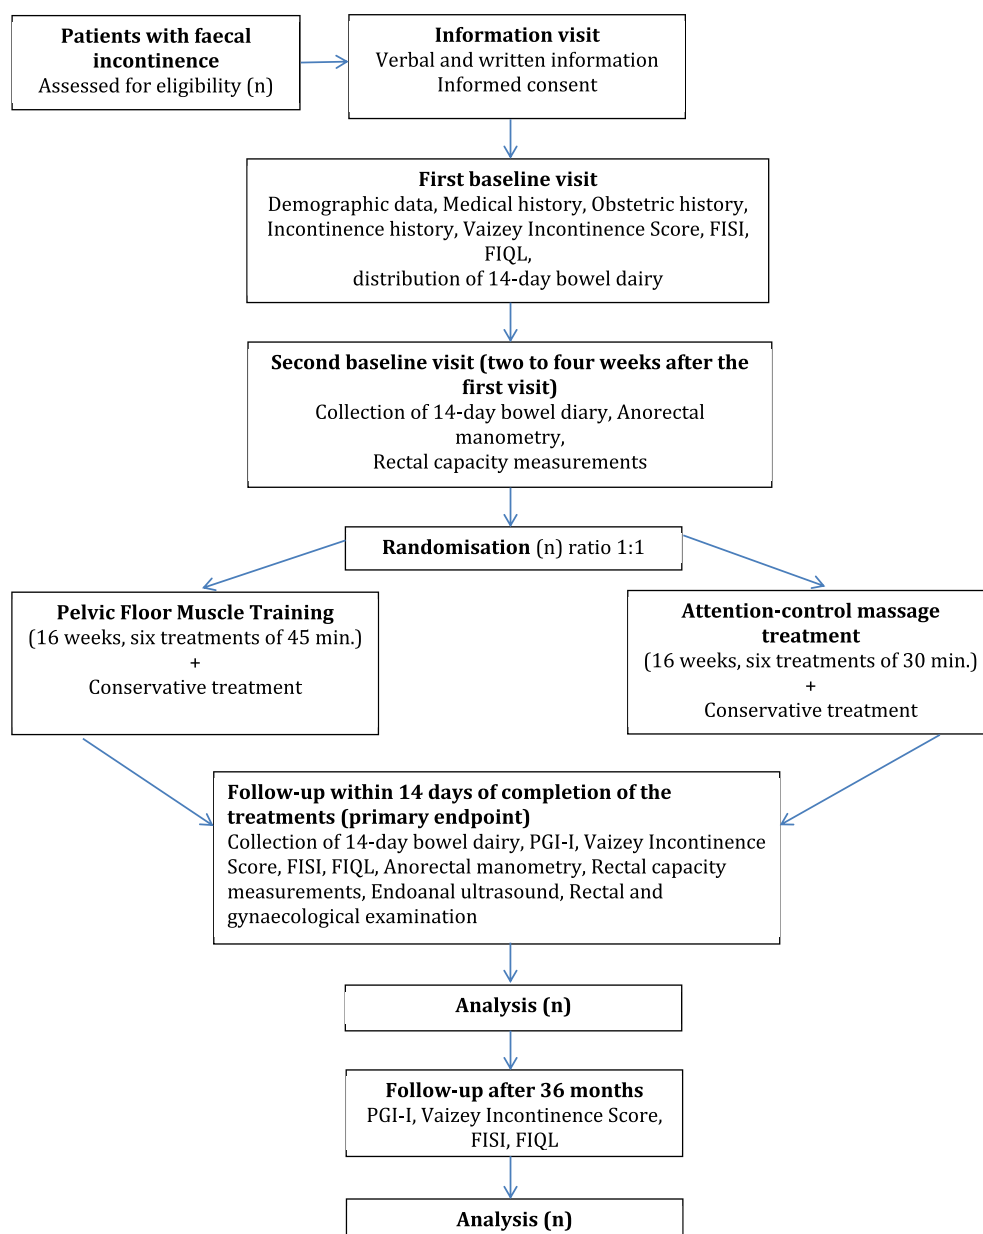 Patients with faecal
incontinence
Assessed for eligibility (n)
Information visit
Verbal and written information
Informed consent
First baseline visit
Demographic data, Medical history, Obstetric history,
Incontinence history, Vaizey Incontinence Score, FISI,
FIQL,
distribution of 14-day bowel dairy
Second baseline visit (two to four weeks after the
first visit)
Collection of 14-day bowel diary, Anorectal
manometry,
Rectal capacity measurements
Randomisation (n) ratio 1:1
Pelvic Floor Muscle Training
(16 weeks, six treatments of 45 min.)
+
Conservative treatment
Attention-control massage
treatment
(16 weeks, six treatments of 30 min.)
+
Conservative treatment
Follow-up within 14 days of completion of the
treatments (primary endpoint)
Collection of 14-day bowel dairy, PGI-I, Vaizey Incontinence
Score, FISI, FIQL, Anorectal manometry, Rectal capacity
measurements, Endoanal ultrasound, Rectal and
gynaecological examination
Analysis (n)
Follow-up after 36 months
PGI-I, Vaizey Incontinence Score,
FISI, FIQL
Analysis (n)